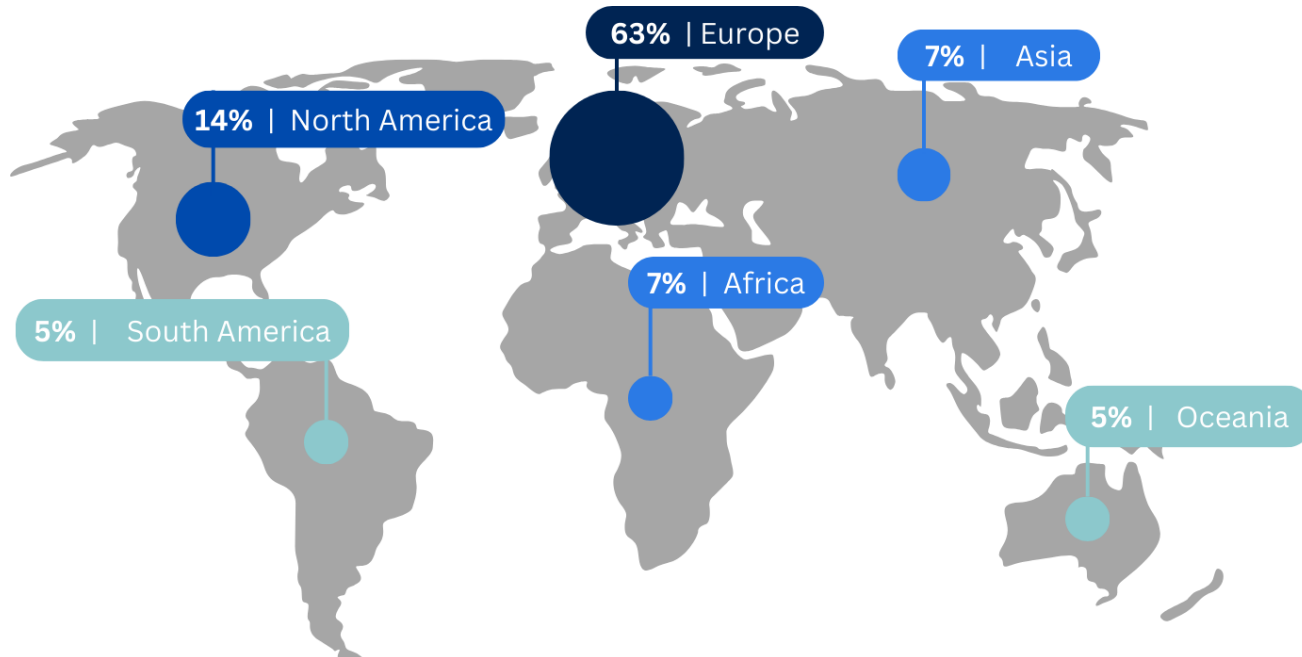 63% | Europe
7% | Asia
14% | North America
7% | Africa
5% | South America
5% | Oceania